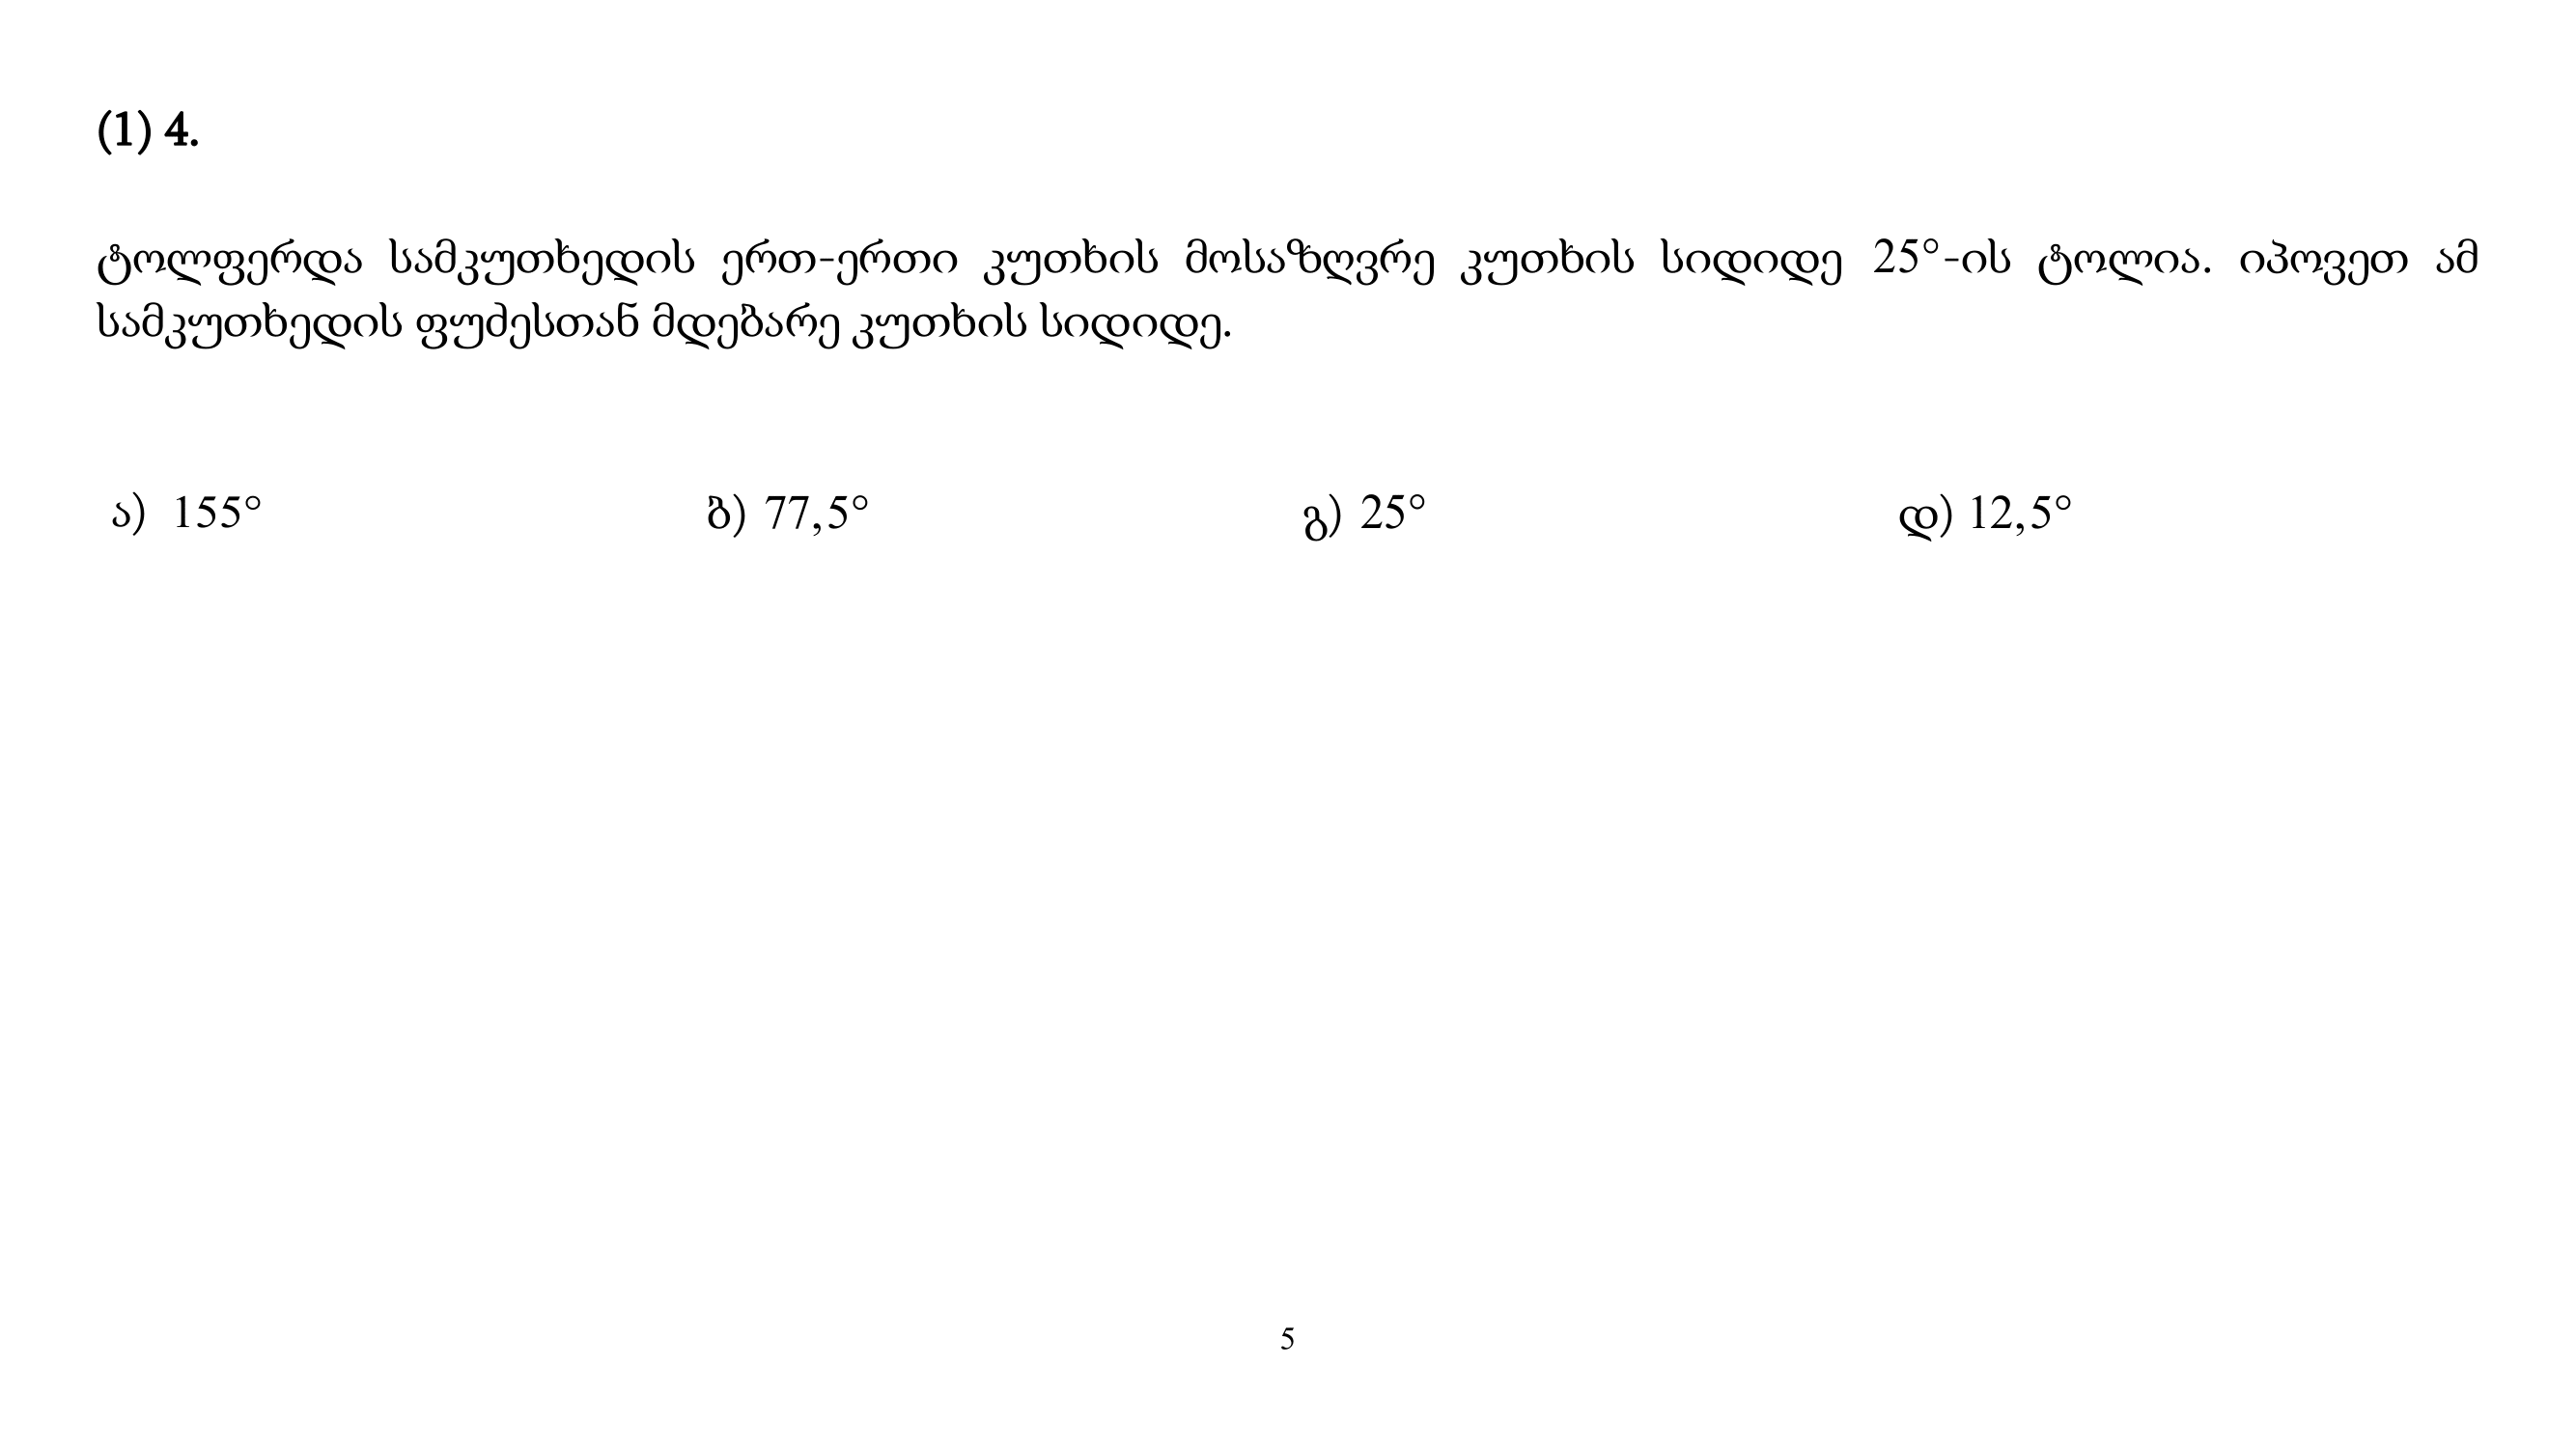 (1) 4.
ტოლფერდა სამკუთხედის ერთ-ერთი კუთხის მოსაზღვრე კუთხის სიდიდე 25°-ის ტოლია. იპოვეთ ამ
სამკუთხედის ფუძესთან მდებარე კუთხის სიდიდე.
ა) 155° ბ) 77,5° გ) 25° დ) 12,5°
5